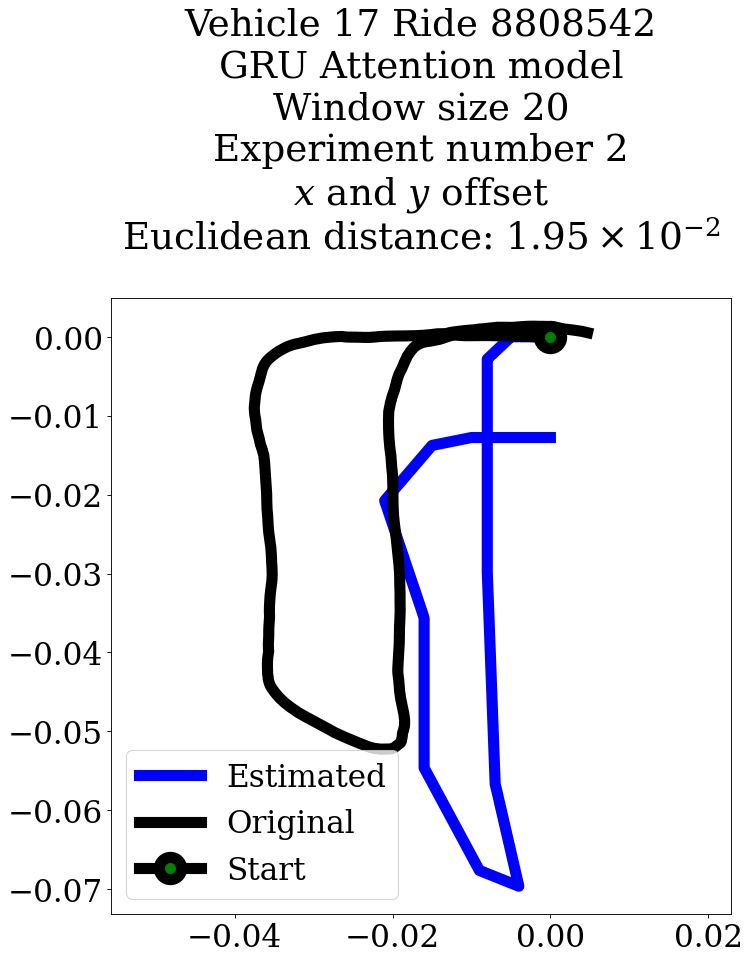 Vehicle 17 Ride 8808542
GRU Attention model
Window size 20
Experiment number 2
x and y offset
Euclidean distance: 1.95 × 10⁻²
0.00
−0.01
−0.02
−0.03
−0.04
−0.05
−0.06
−0.07
Estimated
Original
Start
−0.04 −0.02 0.00 0.02